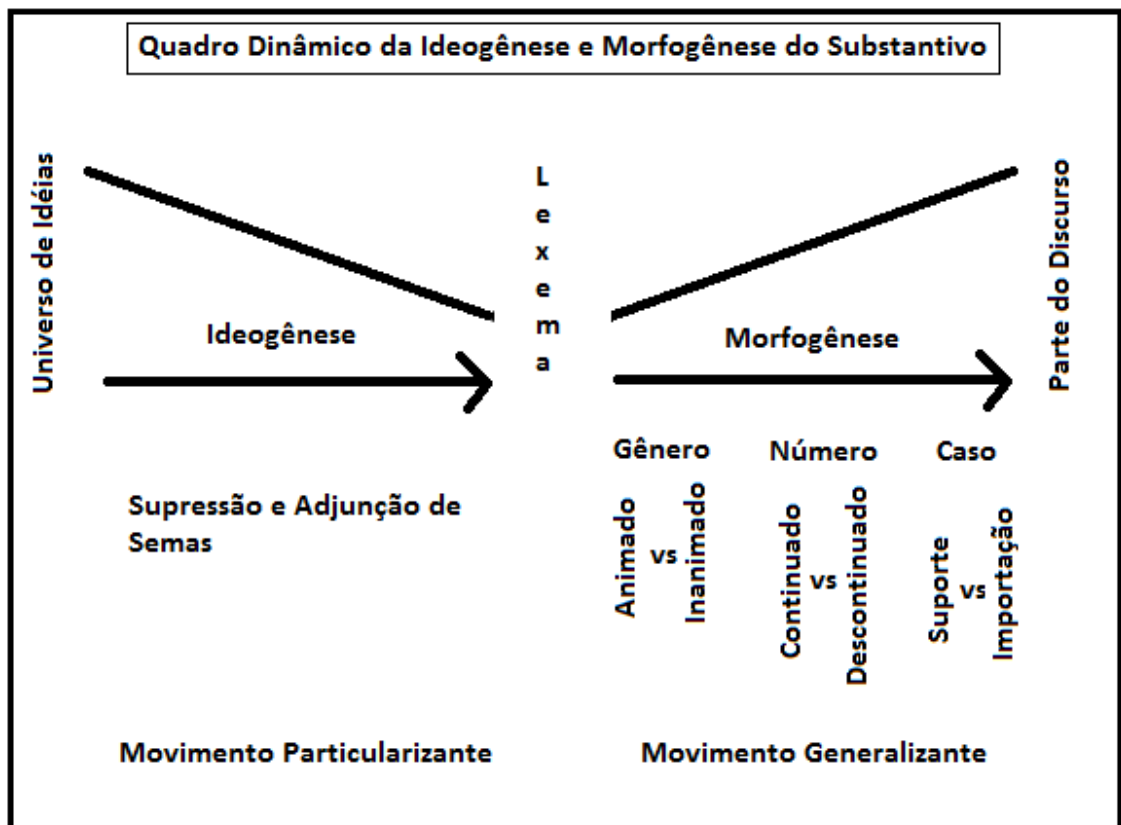 Quadro Dinâmico da Ideogênese e Morfogênese do Substantivo
Universo de Idéias
Ideogênese
Lexema
Morfogênese
Parte do Discurso
Supressão e Adjunção de
Semas
Gênero
Animado
vs
Inanimado
Número
Continuado
vs
Descontinuado
Caso
Suporte
vs
Importação
Movimento Particularizante
Movimento Generalizante